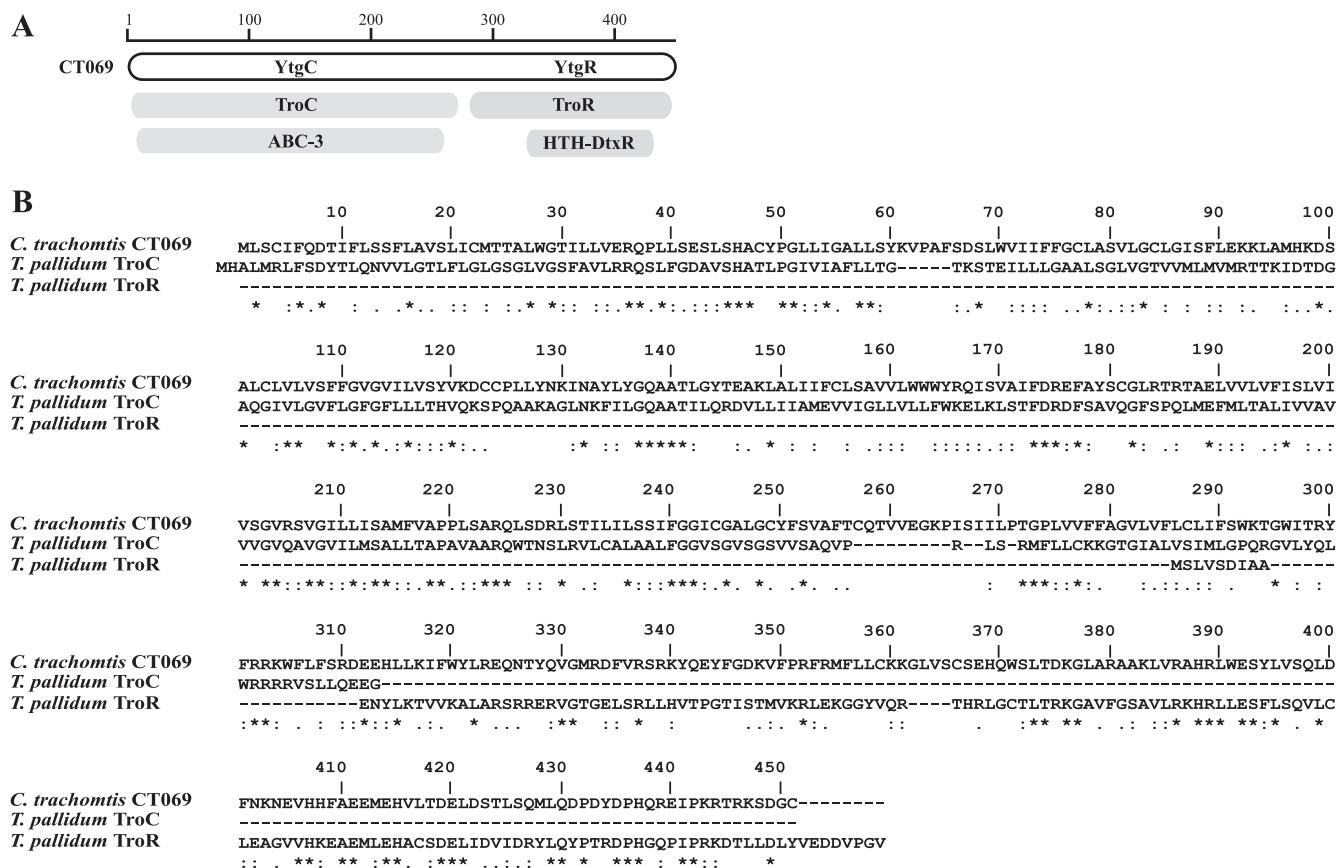 A
1 100 200 300 400
CT069 YtgC YtgR
TroC TroR
ABC-3 HTH-DtxR
B
10 20 30 40 50 60 70 80 90 100
C. trachomtis CT069 MLSCIFQDTIFLSSFLAVSLICMTTALWGTILLVERQPLLSESLSHACYPGLLIGALLSYKVPAFSDSLWVIIFFGCLASVLGCLGISFLEKKLAMHKDS
T. pallidum TroC MHALMRLFSDYTLQNVVLGTLFLGLGSGLVGSFAVLRRQSLFGDAVSHATLPGIVIAFLLTG-----TKSTEILLLGAALSGLVGTVVMLMVMRTTKIDTDG
T. pallidum TroR
110 120 130 140 150 160 170 180 190 200
C. trachomtis CT069 ALCLVLVSFFGVGVILVSYVKDCCPLLYNKINAYLYGQAATLGYTEAKLALIIFCLSAVVLWWWYRQISVAIFDREFAYSCGLRTRTAELVVLVFISLVI
T. pallidum TroC AQGIVLGVFLGFGFLLLTHVQKSPQAAKAGLNKFILGQAATILQRDVLLIIAMEVVIGLLVLLFWKELKLSTFDRDFSAVQGFSPQLMEFMLTALIVVAV
T. pallidum TroR
210 220 230 240 250 260 270 280 290 300
C. trachomtis CT069 VSGVRSVGILLISAMFVAPPLSARQLSDRLSTILILSSIFGGICGALGCYFSVAFTCQTVVEGKPISIILPTGPLVVFFAGVLVFLCLIFSWKTGWITRY
T. pallidum TroC VVGVQAVGVILMSALLTAPAVAARQWTNSLRVLCALAALFGGVSGVSGSVVSAQVP---------R--LS-RMFLLCKKGTGIALVSIMLGPQRGVLYQL
T. pallidum TroR MSLVSDIAA
310 320 330 340 350 360 370 380 390 400
C. trachomtis CT069 FRRKWFLFSRDEEHLLKIFWYLREQNTYQVGMRDFVRSRKYQEYFGDKVFPRFRMFLLCKKGLVSCSEHQWSLTDKGLARAAKLVRAHRLWESYLVSQLD
T. pallidum TroC WRRRRVSLLQEEG
T. pallidum TroR -----------ENYLKTVVKALARSRRERVGTGELSRLLHVTPGTISTMVKRLEKGGYVQR----THRLGCTLTRKGAVFGSAVLRKHRLLESFLSQVLC
410 420 430 440 450
C. trachomtis CT069 FNKNEVHHFAEEMEHVLTDELDSTLSQMLQDPDYDPHQREIPKRTRKSDGC--------
T. pallidum TroC
T. pallidum TroR LEAGVVHKEAEMLEHACSDELIDVIDRYLQYPTRDPHGQPIPRKDTLLDLYVEDDVPGV